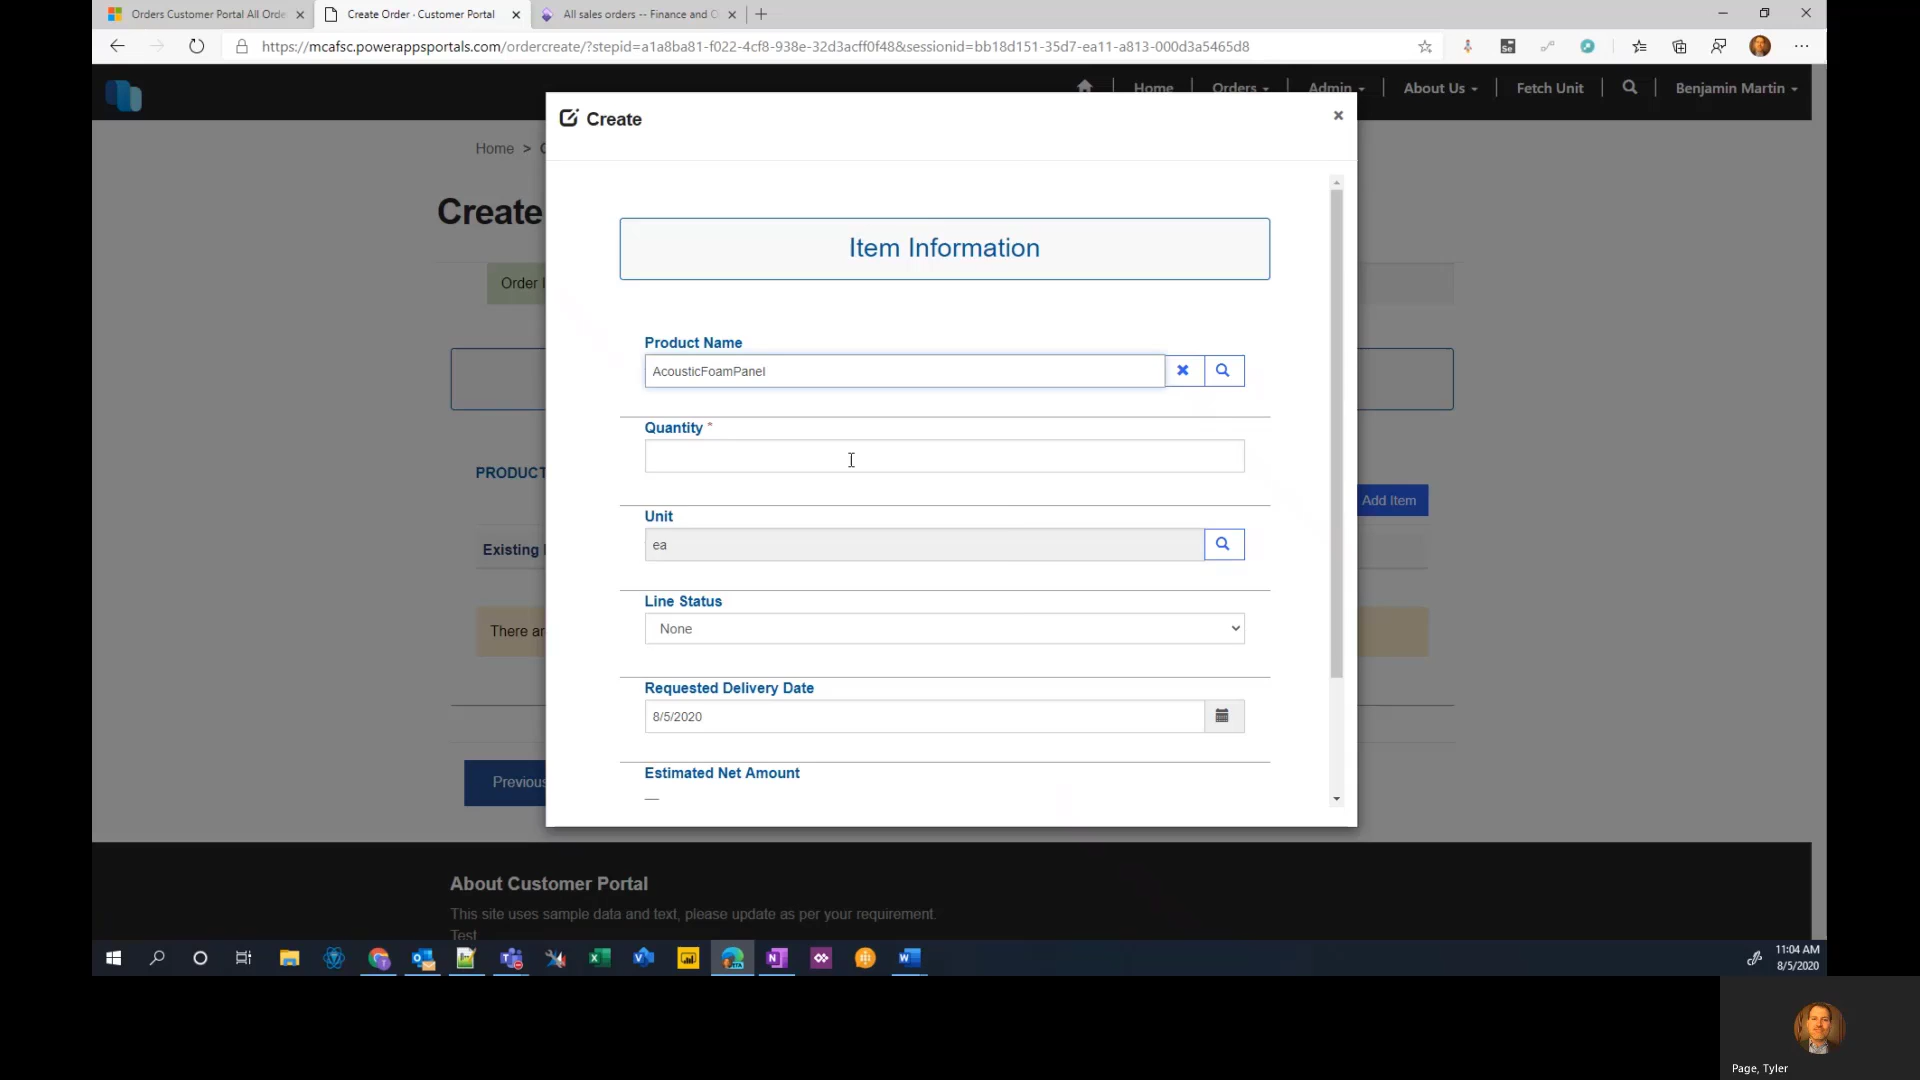 Orders Customer Portal All Orde
Create Order · Customer Portal
All sales orders -- Finance and O
https://mcafsc.powerappsportals.com/ordercreate/?stepid=a1a8ba81-f022-4cf8-938e-32d3acff0f48&sessionid=bb18d151-35d7-ea11-a813-000d3a5465d8
Home
Orders
Admin
About Us
Fetch Unit
Benjamin Martin
Create
Home >
Create
Order I
Item Information
Product Name
AcousticFoamPanel
Quantity *
PRODUCT
Add Item
Unit
ea
Existing
Line Status
None
There ar
Requested Delivery Date
8/5/2020
Estimated Net Amount
—
Previous
About Customer Portal
This site uses sample data and text, please update as per your requirement.
Test
11:04 AM
8/5/2020
Page, Tyler